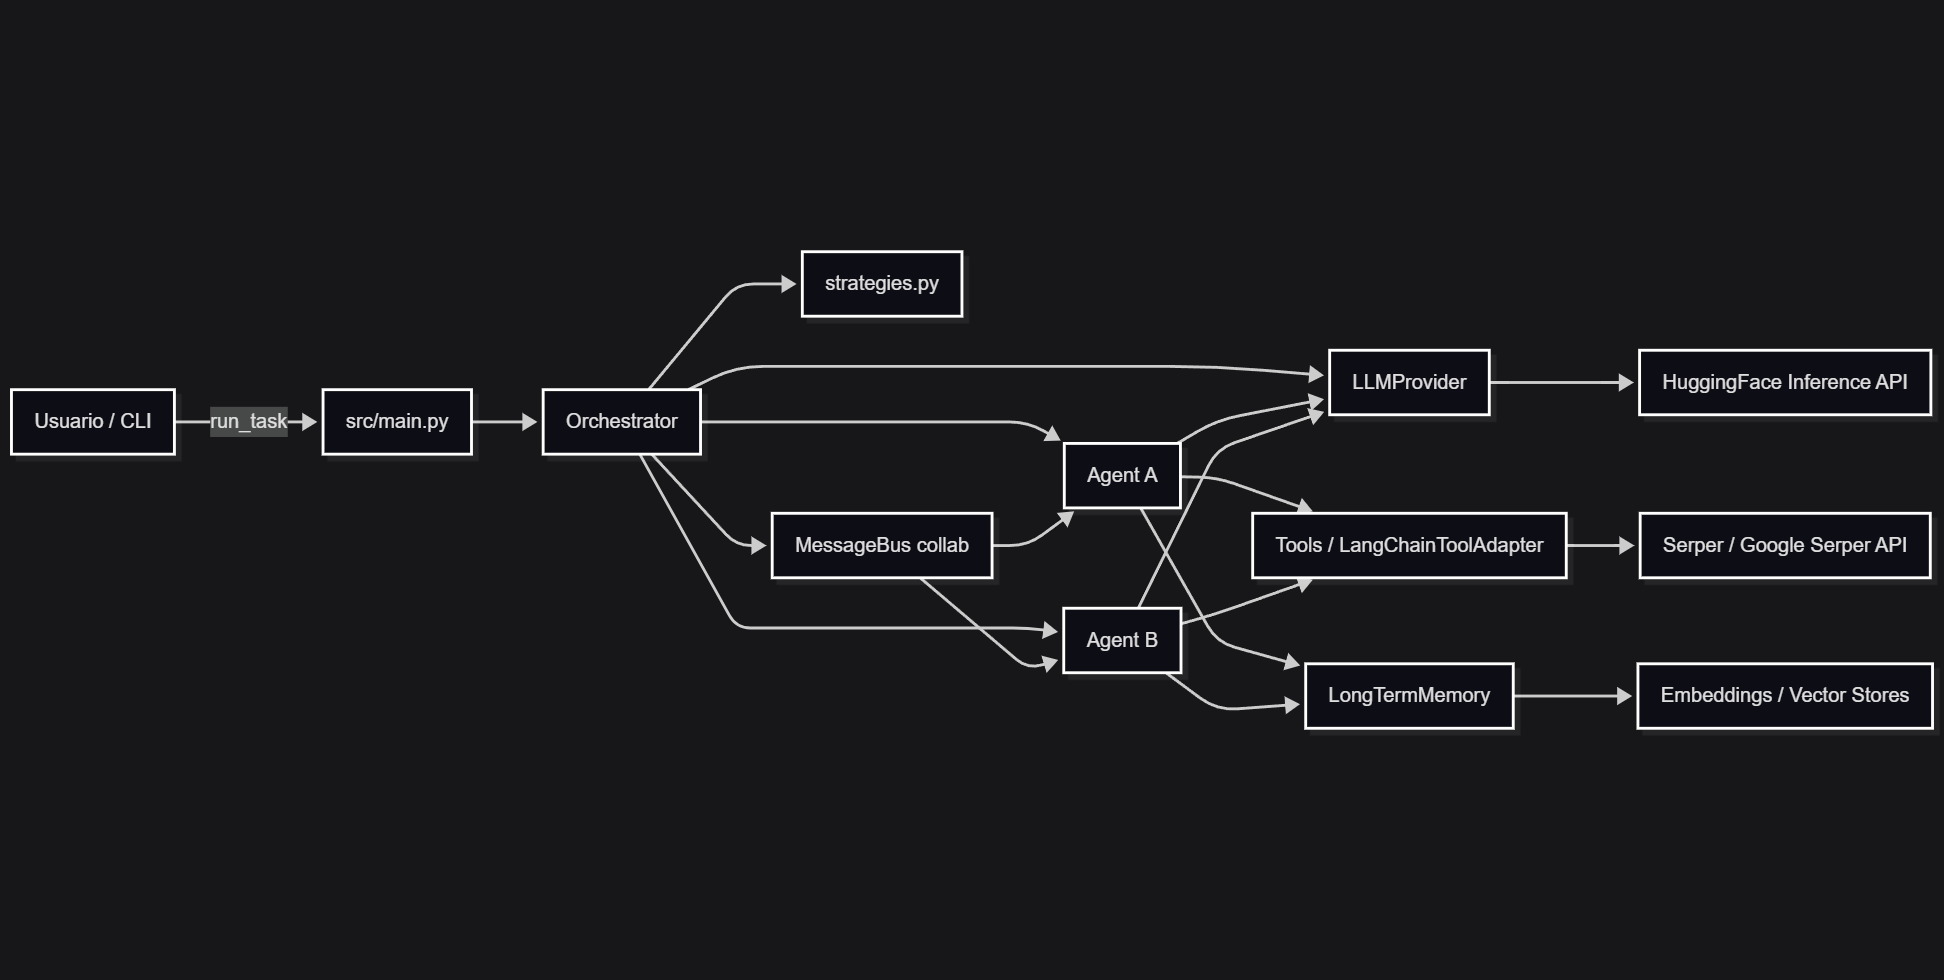 strategies.py
LLMProvider
HuggingFace Inference API
Usuario / CLI
run_task
src/main.py
Orchestrator
Agent A
MessageBus collab
Tools / LangChainToolAdapter
Serper / Google Serper API
Agent B
LongTermMemory
Embeddings / Vector Stores